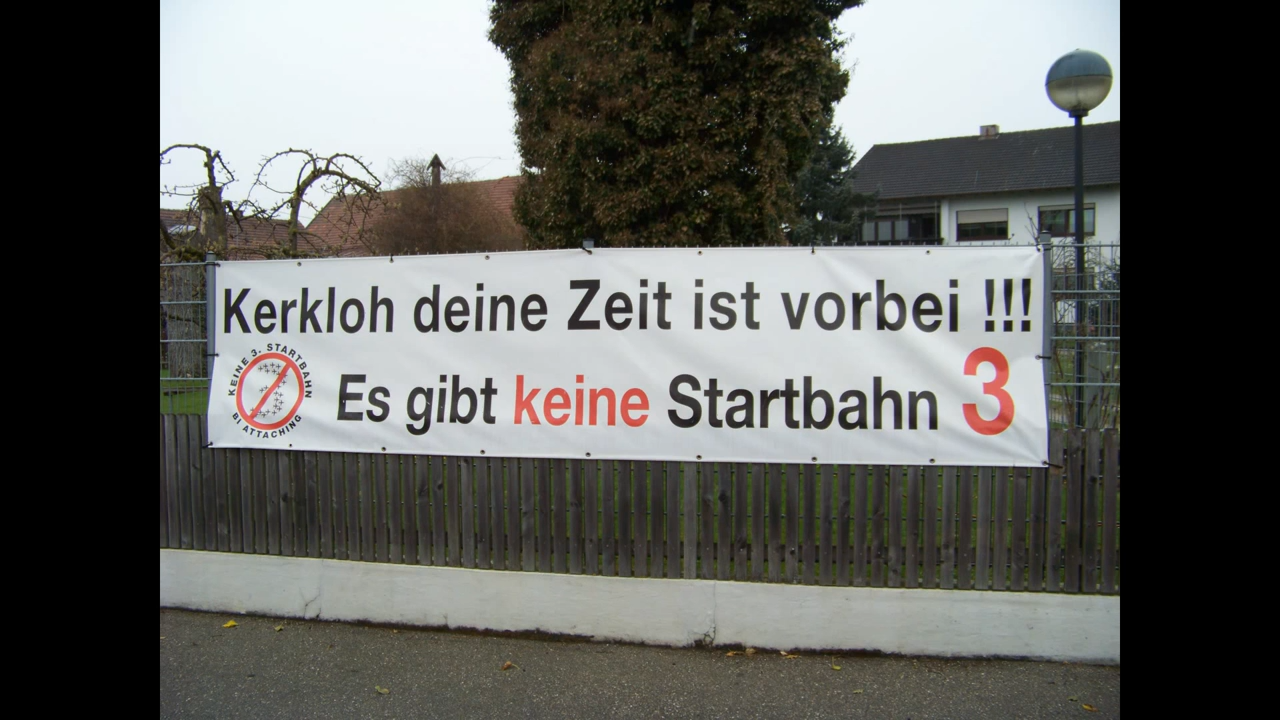 Kerkloh deine Zeit ist vorbei !!!
KEINE 3. STARTBAHN
BI ATTACHING
Es gibt keine Startbahn 3